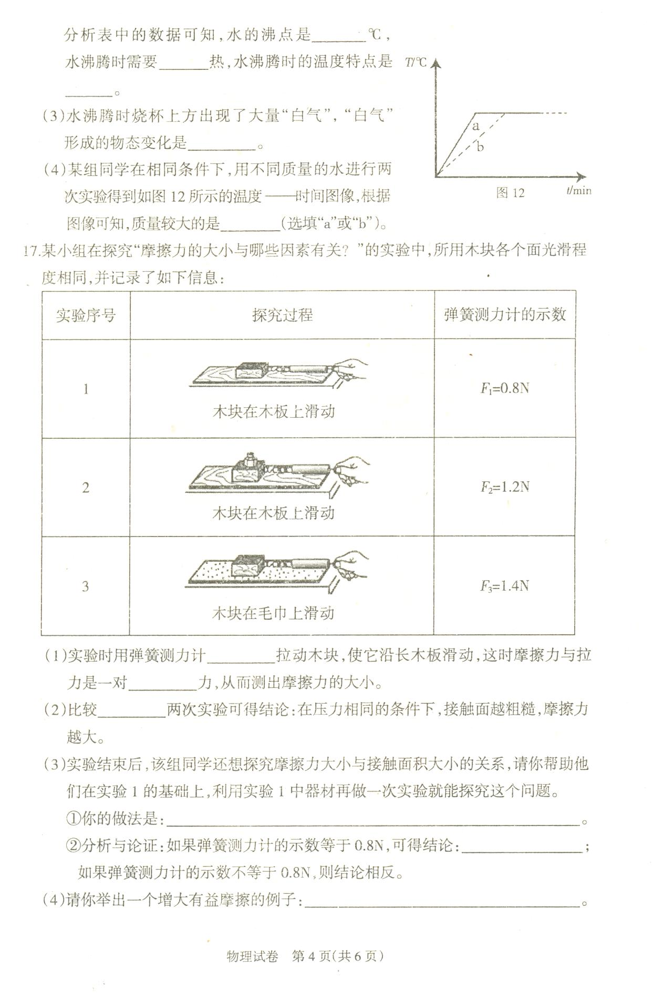 分析表中的数据可知,水的沸点是______℃,
水沸腾时需要______热,水沸腾时的温度特点是
______。
(3)水沸腾时烧杯上方出现了大量“白气”，“白气”
形成的物态变化是________。
(4)某组同学在相同条件下,用不同质量的水进行两
次实验得到如图 12 所示的温度——时间图像,根据
图像可知,质量较大的是_______(选填“a”或“b”)。
T/℃
a
b
图 12
t/min
17.某小组在探究“摩擦力的大小与哪些因素有关？”的实验中,所用木块各个面光滑程
度相同,并记录了如下信息:
实验序号 探究过程 弹簧测力计的示数
1 木块在木板上滑动 F₁=0.8N
2 木块在木板上滑动 F₂=1.2N
3 木块在毛巾上滑动 F₃=1.4N
(1)实验时用弹簧测力计________拉动木块,使它沿长木板滑动,这时摩擦力与拉
力是一对________力,从而测出摩擦力的大小。
(2)比较________两次实验可得结论:在压力相同的条件下,接触面越粗糙,摩擦力
越大。
(3)实验结束后,该组同学还想探究摩擦力大小与接触面积大小的关系,请你帮助他
们在实验 1 的基础上,利用实验 1 中器材再做一次实验就能探究这个问题。
①你的做法是:________________________________。
②分析与论证:如果弹簧测力计的示数等于 0.8N,可得结论:______________;
如果弹簧测力计的示数不等于 0.8N,则结论相反。
(4)请你举出一个增大有益摩擦的例子:________________________________。
物理试卷 第 4 页(共 6 页)